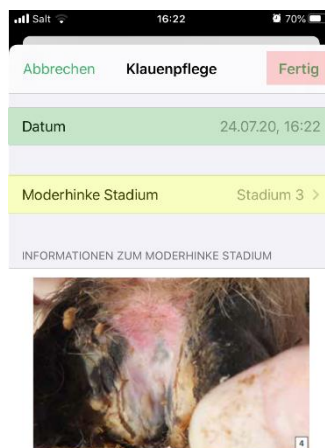 Salt 16:22 70%
Abbrechen Klauenpflege Fertig
Datum 24.07.20, 16:22
Moderhinke Stadium Stadium 3 >
INFORMATIONEN ZUM MODERHINKE STADIUM
4